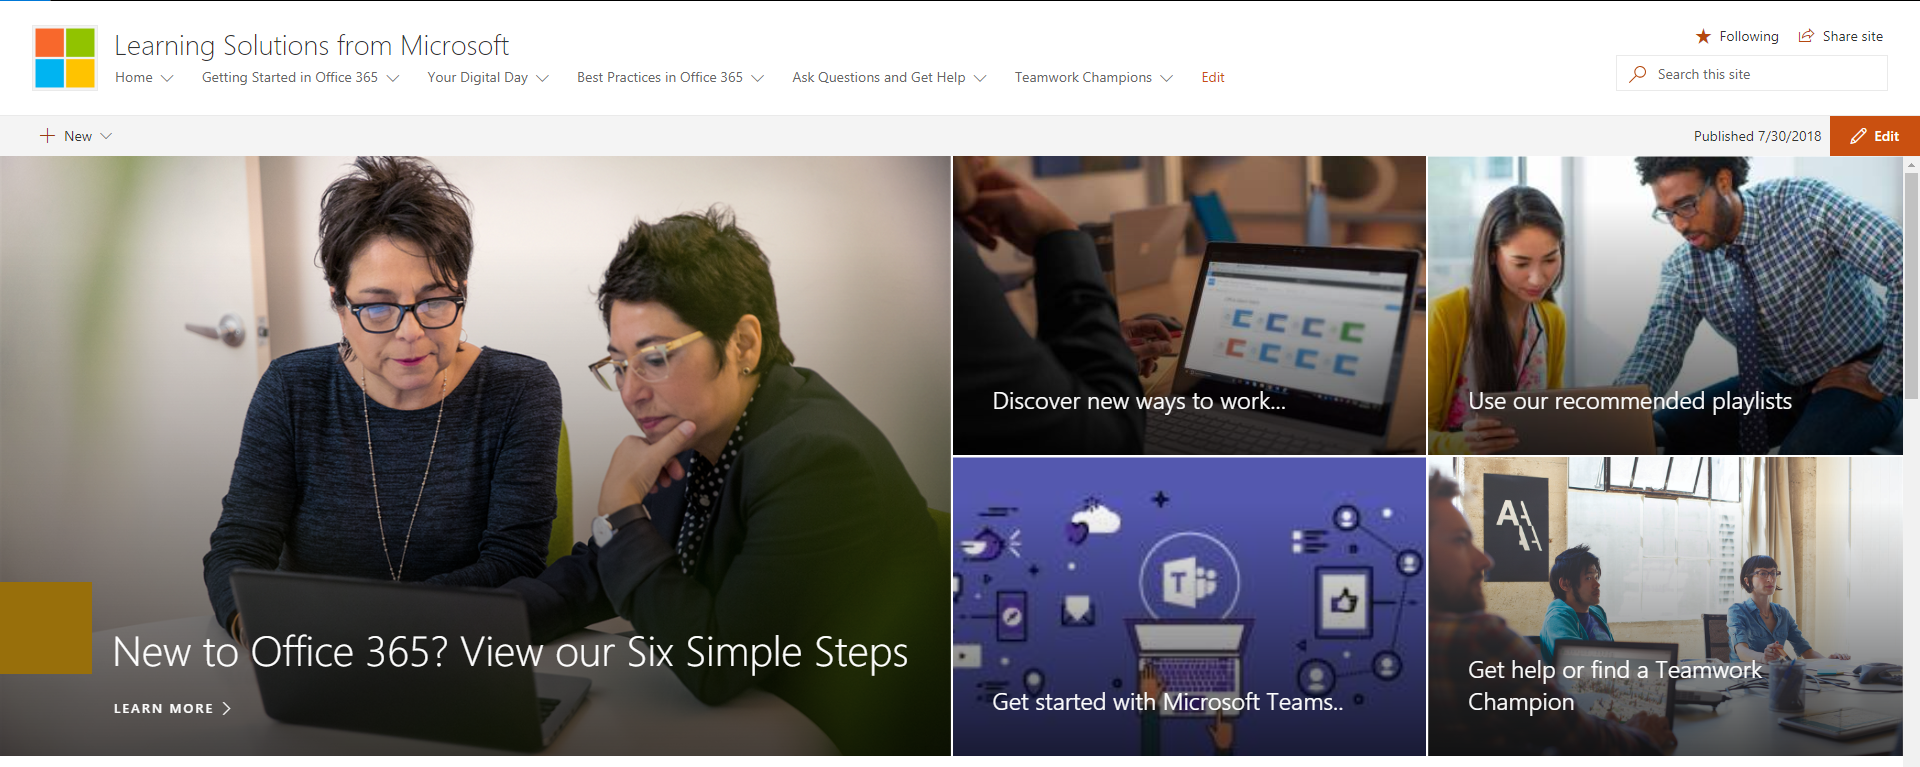 Learning Solutions from Microsoft
Following
Share site
Home
Getting Started in Office 365
Your Digital Day
Best Practices in Office 365
Ask Questions and Get Help
Teamwork Champions
Edit
Search this site
New
Published 7/30/2018
Edit
Discover new ways to work...
Use our recommended playlists
New to Office 365? View our Six Simple Steps
LEARN MORE
T
Get started with Microsoft Teams..
Get help or find a Teamwork
Champion